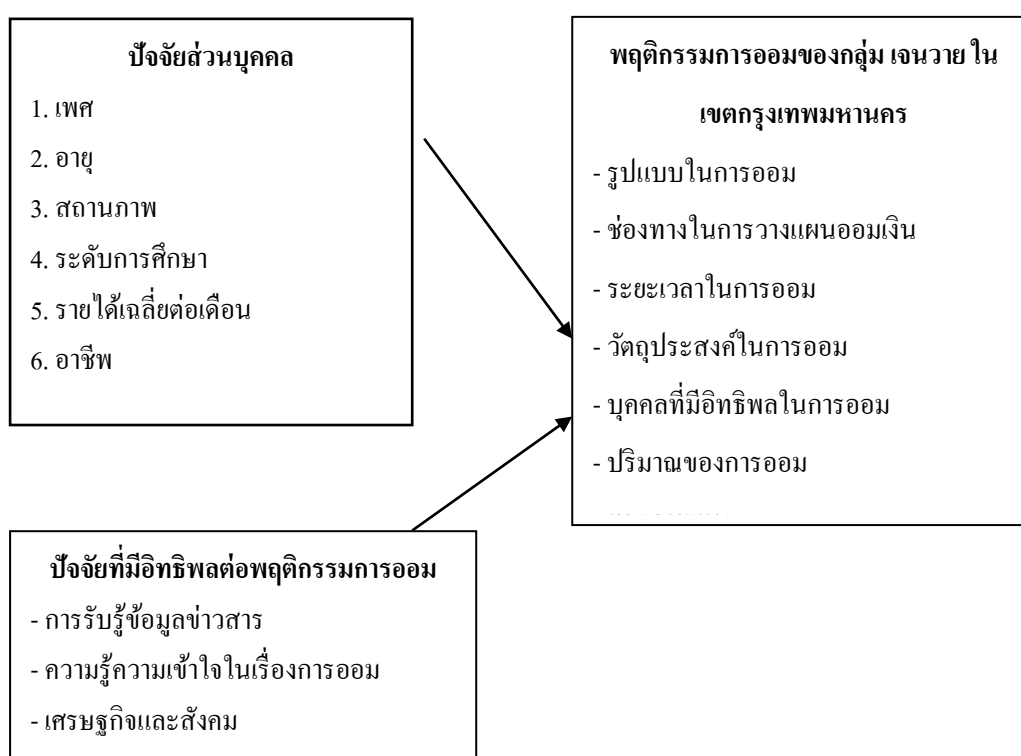 ปัจจัยส่วนบุคคล
1. เพศ
2. อายุ
3. สถานภาพ
4. ระดับการศึกษา
5. รายได้เฉลี่ยต่อเดือน
6. อาชีพ
พฤติกรรมการออมของกลุ่ม เจนวาย ใน
เขตกรุงเทพมหานคร
- รูปแบบในการออม
- ช่องทางในการวางแผนออมเงิน
- ระยะเวลาในการออม
- วัตถุประสงค์ในการออม
- บุคคลที่มีอิทธิพลในการออม
- ปริมาณของการออม
ปัจจัยที่มีอิทธิพลต่อพฤติกรรมการออม
- การรับรู้ข้อมูลข่าวสาร
- ความรู้ความเข้าใจในเรื่องการออม
- เศรษฐกิจและสังคม